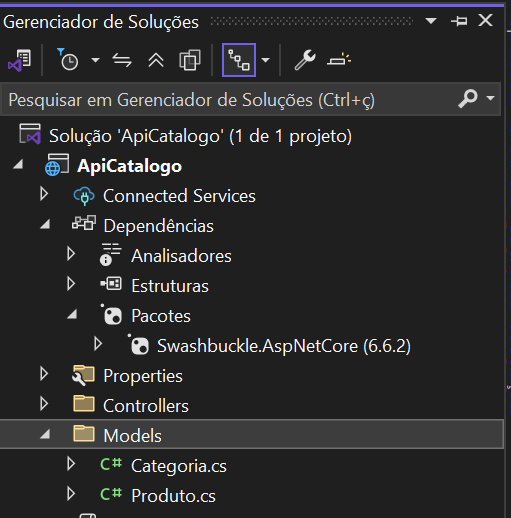 Gerenciador de Soluções
Pesquisar em Gerenciador de Soluções (Ctrl+ç)
Solução 'ApiCatalogo' (1 de 1 projeto)
ApiCatalogo
Connected Services
Dependências
Analisadores
Estruturas
Pacotes
Swashbuckle.AspNetCore (6.6.2)
Properties
Controllers
Models
C# Categoria.cs
C# Produto.cs